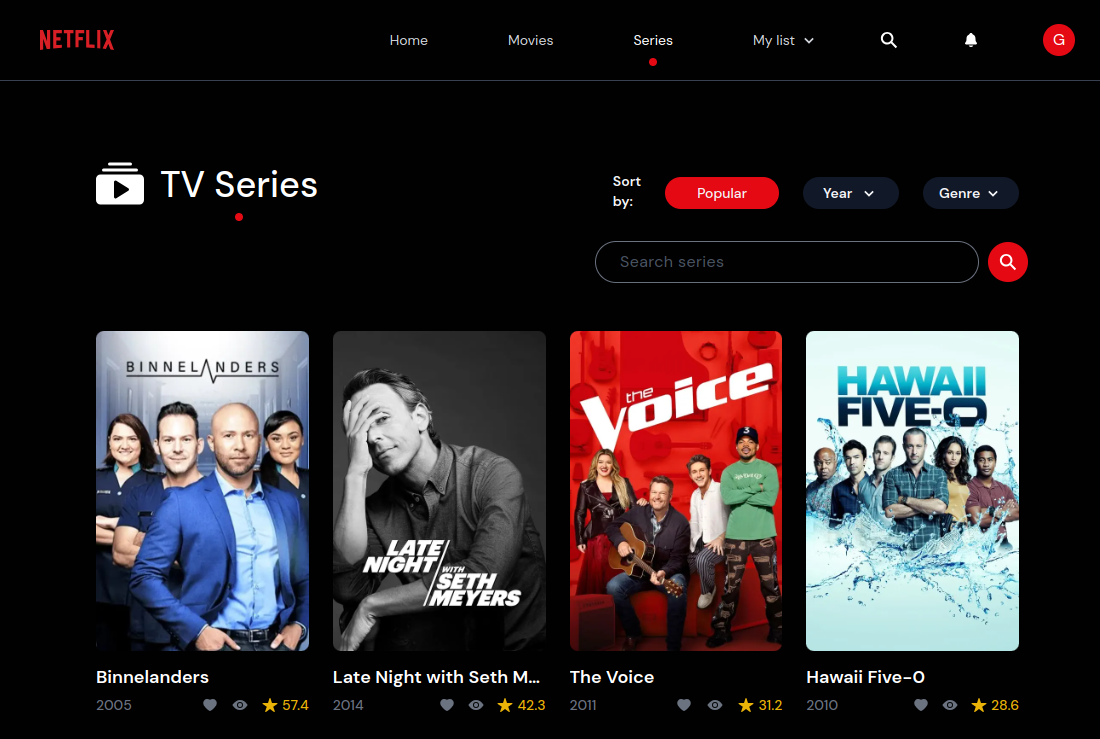 NETFLIX
Home
Movies
Series
My list
G
TV Series
Sort
by:
Popular
Year
Genre
Search series
BINNELANDERS
LATE
NIGHT
WITH
SETH
MEYERS
the
Voice
HAWAII
FIVE-O
Binnelanders
Late Night with Seth M...
The Voice
Hawaii Five-0
2005
57.4
2014
42.3
2011
31.2
2010
28.6